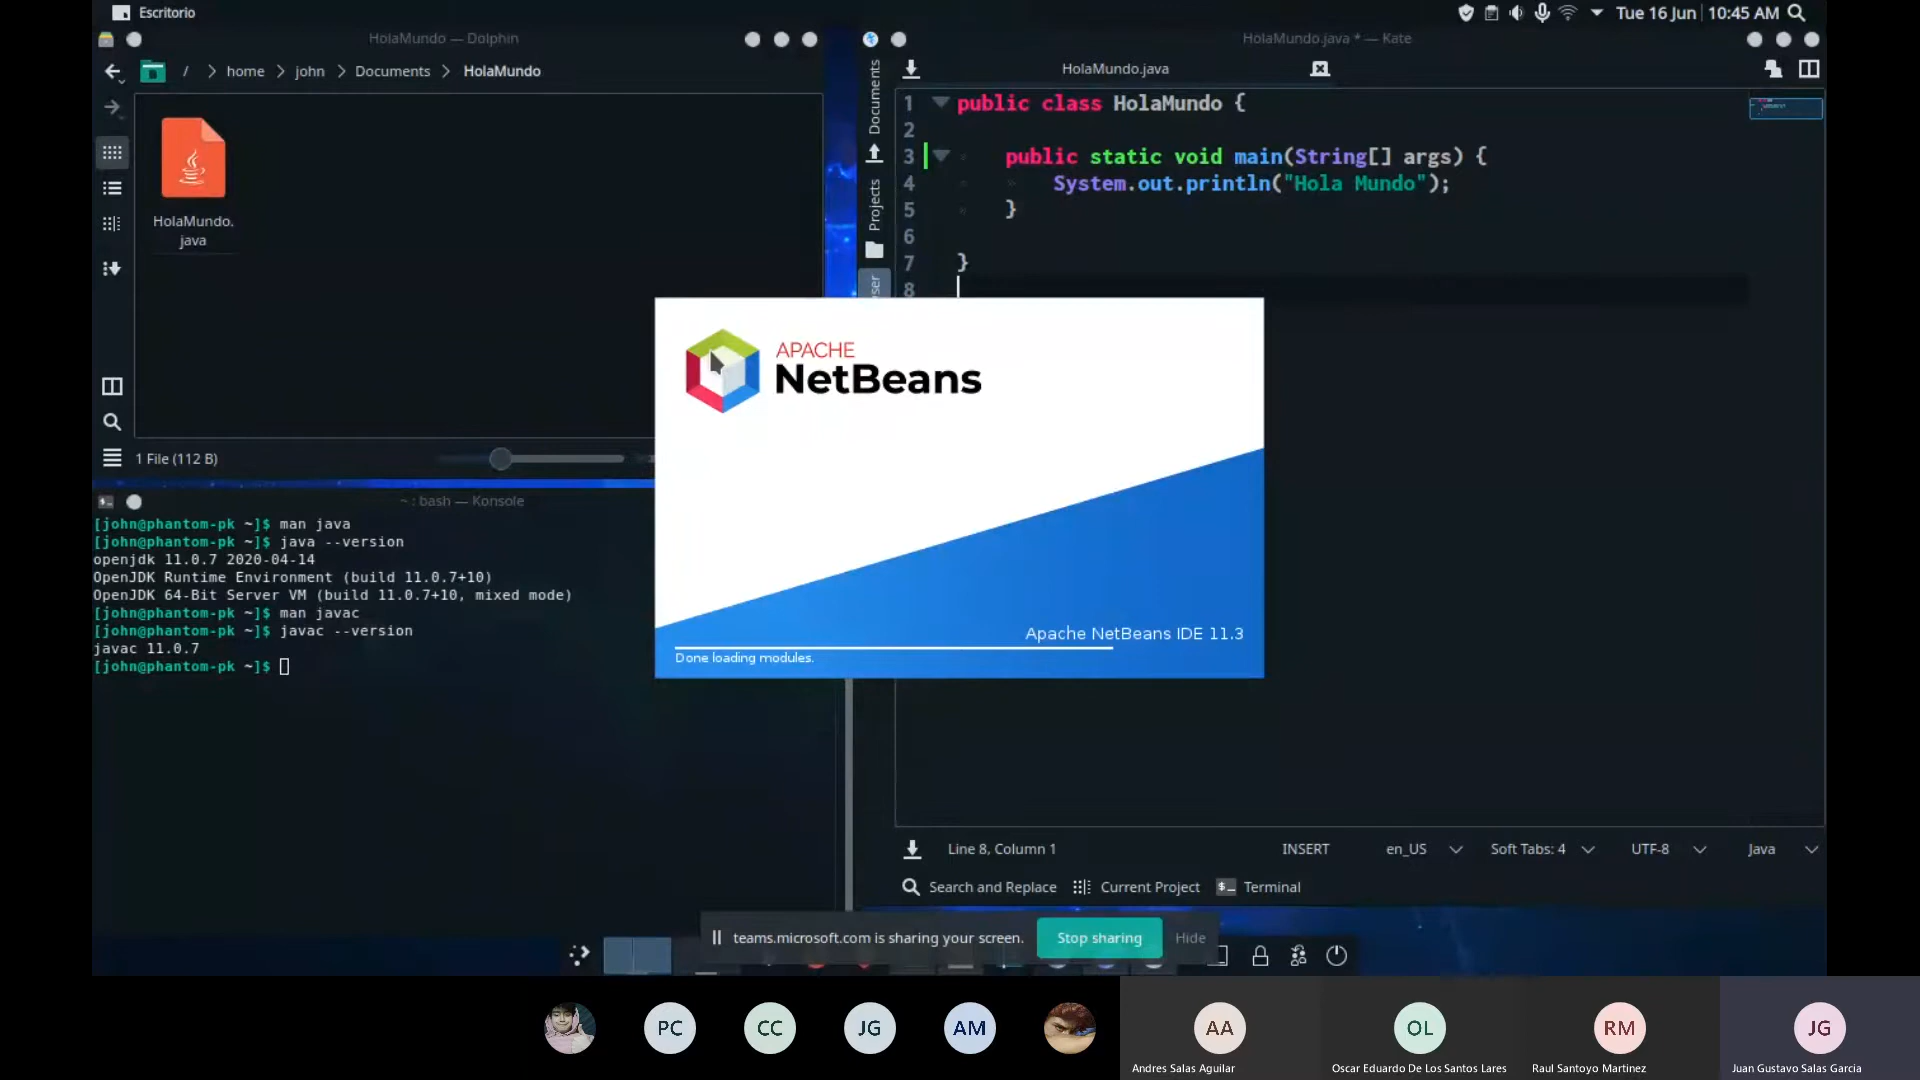 Escritorio
Tue 16 Jun
10:45 AM
HolaMundo — Dolphin
/ > home > john > Documents > HolaMundo
HolaMundo.
java
1 File (112 B)
~ : bash — Konsole
[john@phantom-pk ~]$ man java
[john@phantom-pk ~]$ java --version
openjdk 11.0.7 2020-04-14
OpenJDK Runtime Environment (build 11.0.7+10)
OpenJDK 64-Bit Server VM (build 11.0.7+10, mixed mode)
[john@phantom-pk ~]$ man javac
[john@phantom-pk ~]$ javac --version
javac 11.0.7
[john@phantom-pk ~]$
HolaMundo.java * — Kate
HolaMundo.java
Documents
Projects
1 public class HolaMundo {
2
3 public static void main(String[] args) {
4 System.out.println("Hola Mundo");
5 }
6
7 }
8
APACHE
NetBeans
Apache NetBeans IDE 11.3
Done loading modules.
Line 8, Column 1
INSERT
en_US
Soft Tabs: 4
UTF-8
Java
Search and Replace
Current Project
Terminal
teams.microsoft.com is sharing your screen.
Stop sharing
Hide
PC
CC
JG
AM
AA
OL
RM
JG
Andres Salas Aguilar
Oscar Eduardo De Los Santos Lares
Raul Santoyo Martinez
Juan Gustavo Salas Garcia